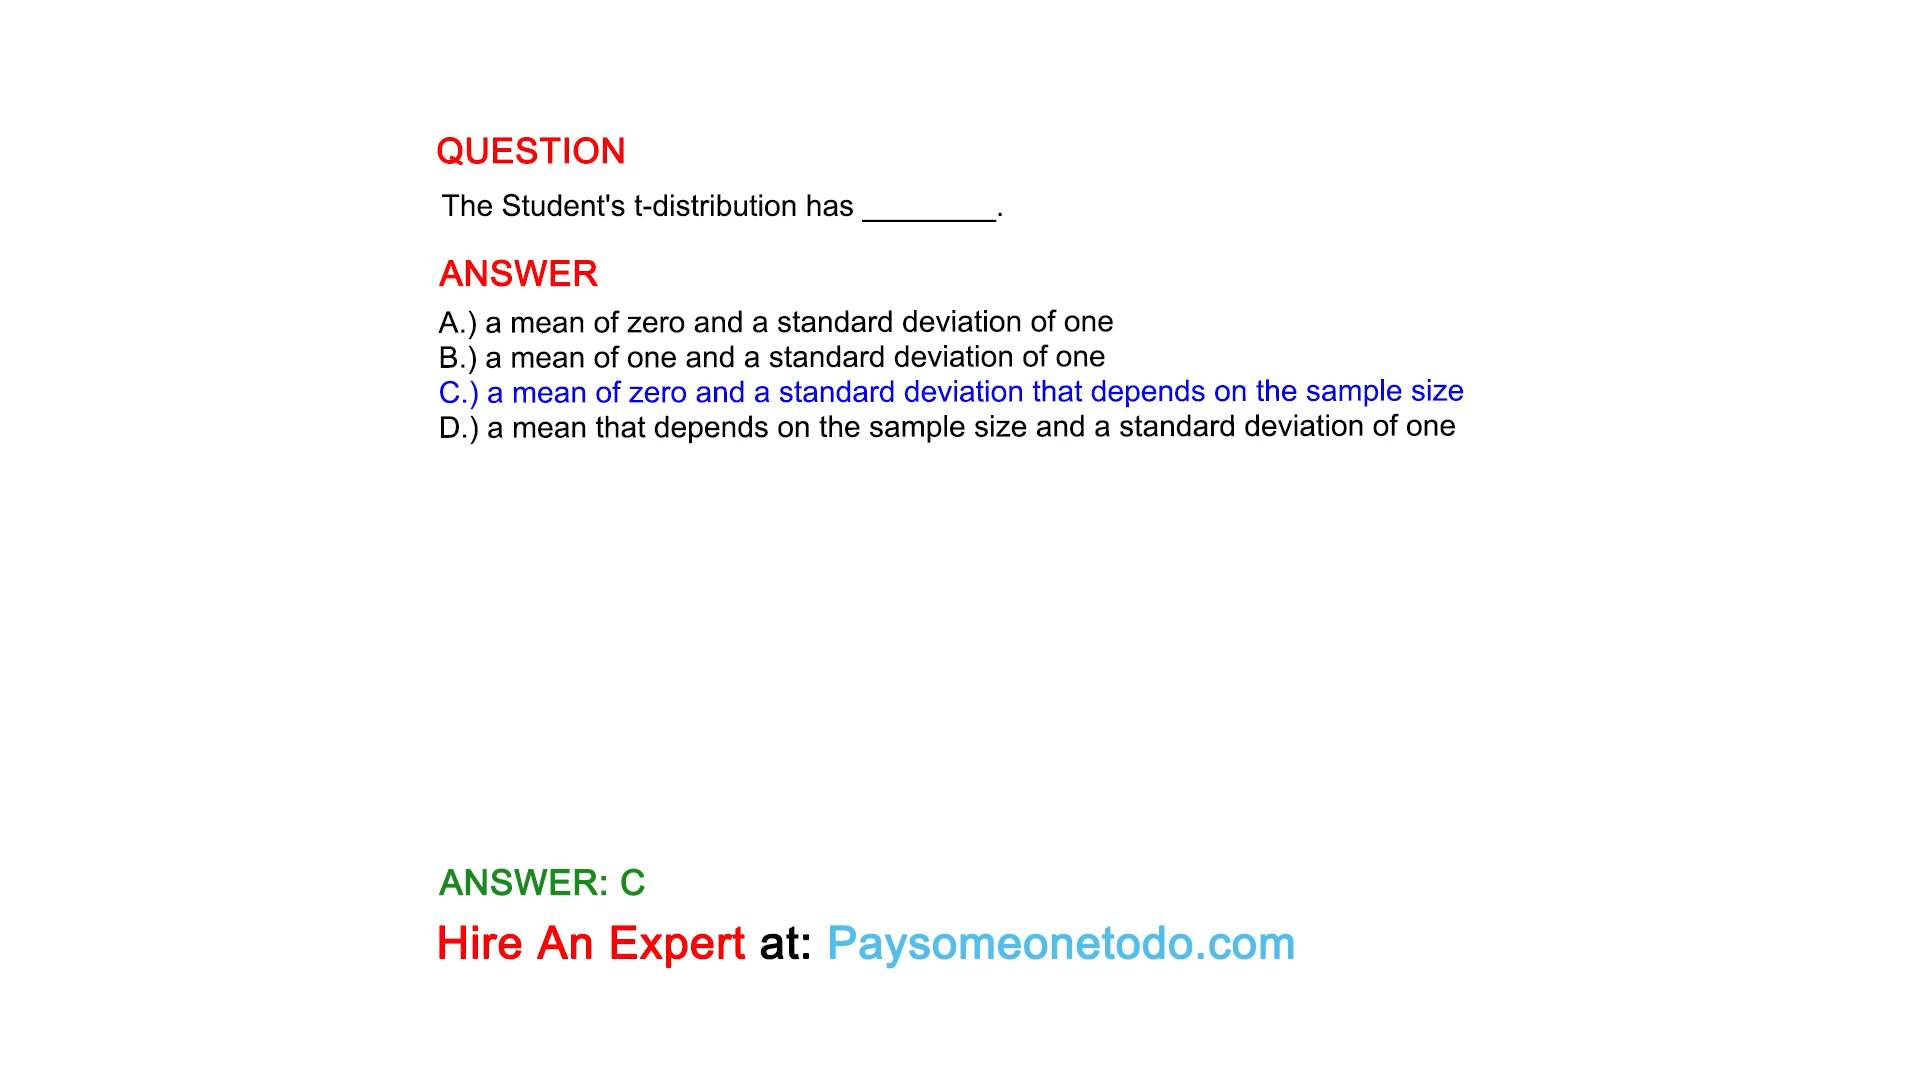 QUESTION
The Student's t-distribution has ________.
ANSWER
A.) a mean of zero and a standard deviation of one
B.) a mean of one and a standard deviation of one
C.) a mean of zero and a standard deviation that depends on the sample size
D.) a mean that depends on the sample size and a standard deviation of one
ANSWER: C
Hire An Expert at: Paysomeonetodo.com